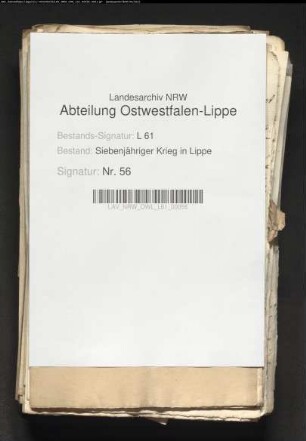 Landesarchiv NRW
Abteilung Ostwestfalen-Lippe
Bestands-Signatur: L 61
Bestand: Siebenjähriger Krieg in Lippe
Signatur: Nr. 56